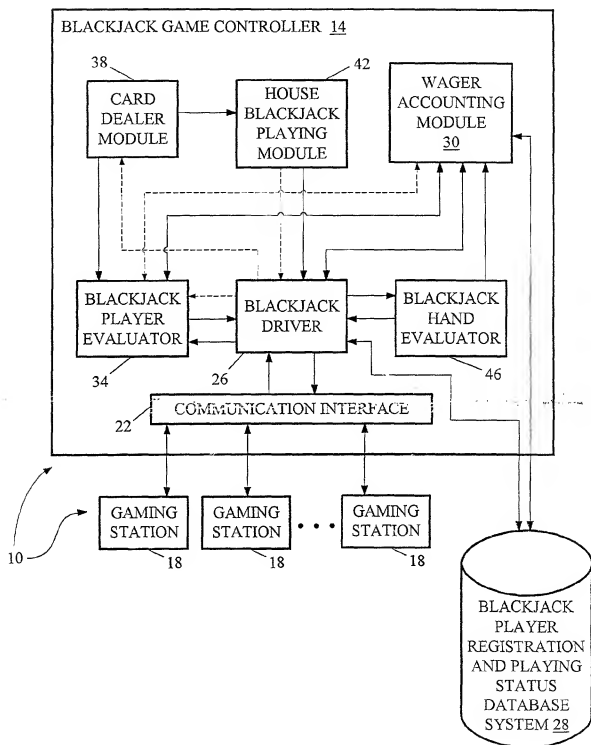 BLACKJACK GAME CONTROLLER 14
38
42
CARD
DEALER
MODULE
HOUSE
BLACKJACK
PLAYING
MODULE
WAGER
ACCOUNTING
MODULE
30
BLACKJACK
PLAYER
EVALUATOR
BLACKJACK
DRIVER
BLACKJACK
HAND
EVALUATOR
34
26
46
22
COMMUNICATION INTERFACE
GAMING
STATION
GAMING
STATION
• • •
GAMING
STATION
10
18
18
18
BLACKJACK
PLAYER
REGISTRATION
AND PLAYING
STATUS
DATABASE
SYSTEM 28